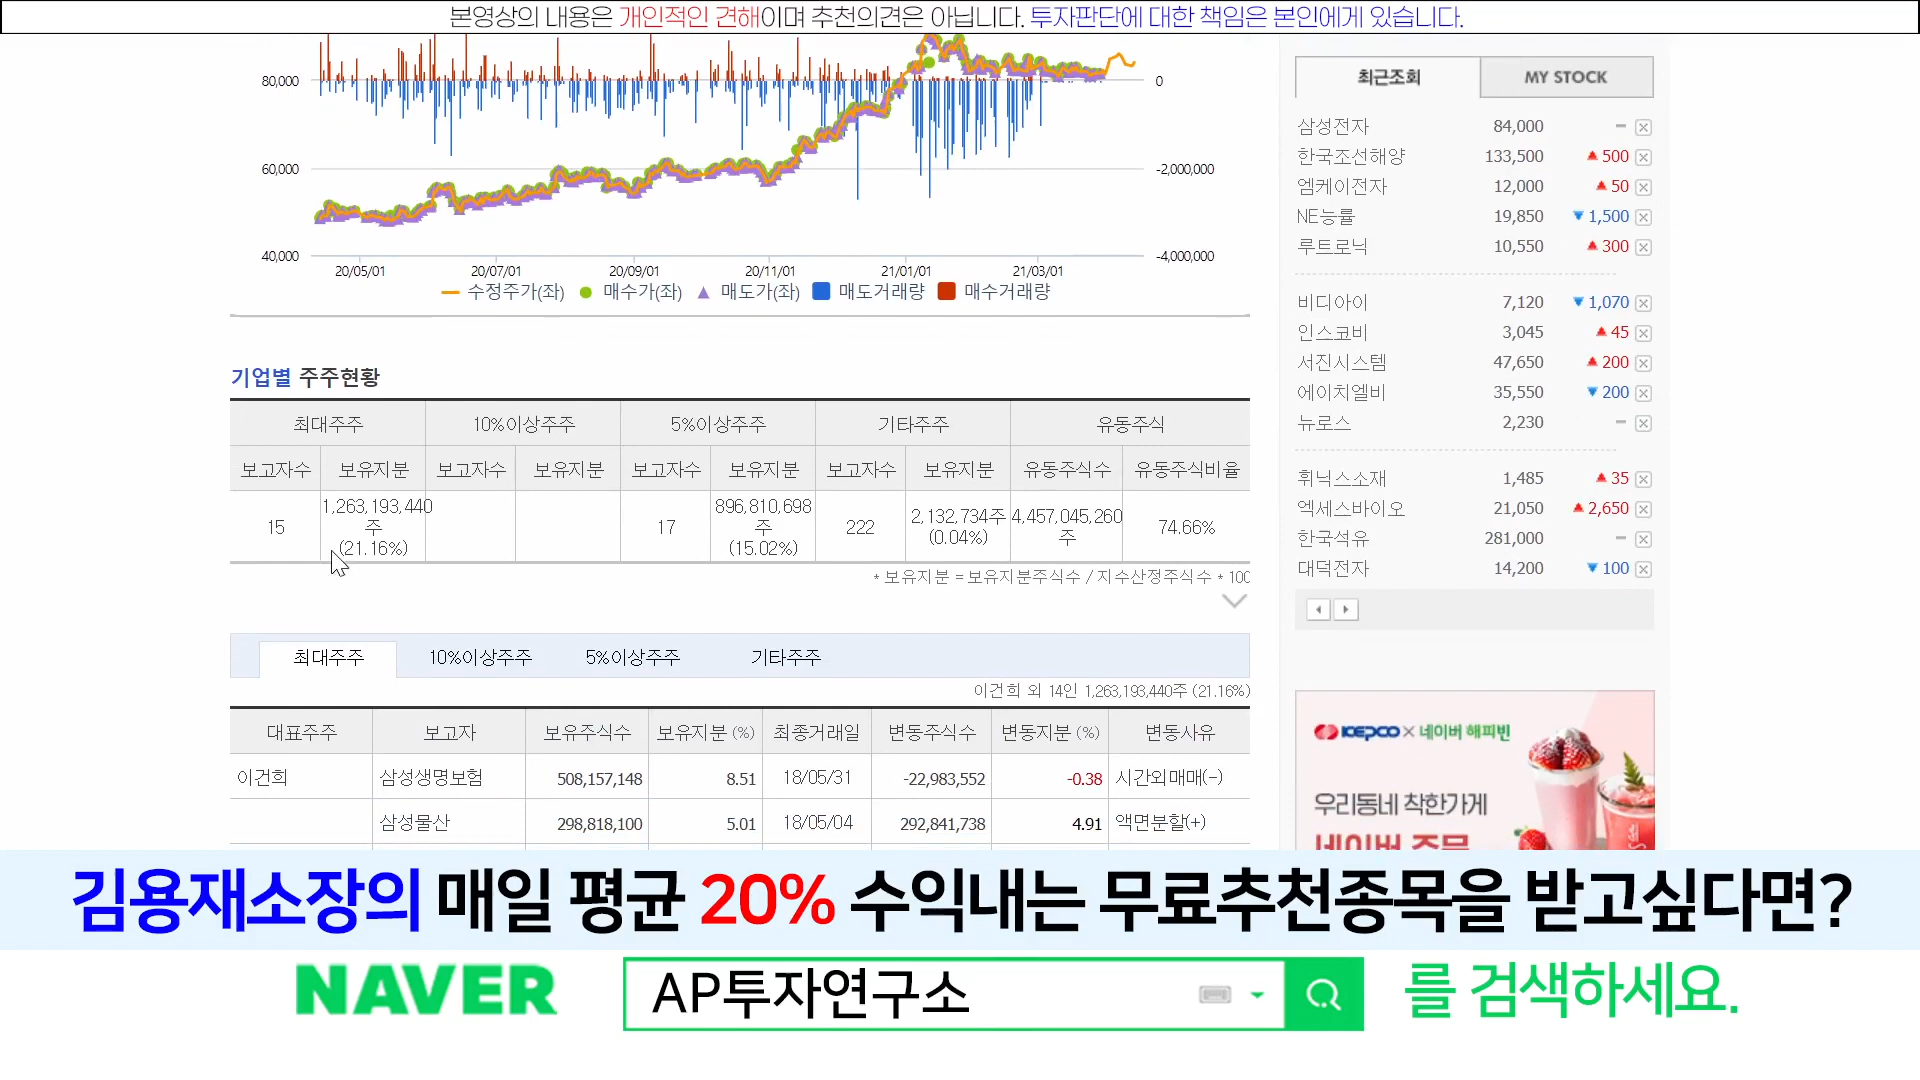 본영상의 내용은 개인적인 견해이며 추천의견은 아닙니다. 투자판단에 대한 책임은 본인에게 있습니다.
80,000
60,000
40,000
0
-2,000,000
-4,000,000
20/05/01 20/07/01 20/09/01 20/11/01 21/01/01 21/03/01
수정주가(좌) 매수가(좌) 매도가(좌) 매도거래량 매수거래량
기업별 주주현황
최대주주 10%이상주주 5%이상주주 기타주주 유동주식
보고자수 보유지분 보고자수 보유지분 보고자수 보유지분 보고자수 보유지분 유동주식수 유동주식비율
15 1,263,193,440주 (21.16%) 17 896,810,698주 (15.02%) 222 2,132,734주 (0.04%) 4,457,045,260주 74.66%
* 보유지분 = 보유지분주식수 / 지수산정주식수 * 100
최대주주 10%이상주주 5%이상주주 기타주주
이건희 외 14인 1,263,193,440주 (21.16%)
대표주주 보고자 보유주식수 보유지분 (%) 최종거래일 변동주식수 변동지분 (%) 변동사유
이건희 삼성생명보험 508,157,148 8.51 18/05/31 -22,983,552 -0.38 시간외매매(-)
삼성물산 298,818,100 5.01 18/05/04 292,841,738 4.91 액면분할(+)
최근조회 MY STOCK
삼성전자 84,000
한국조선해양 133,500 ▲500
엠케이전자 12,000 ▲50
NE능률 19,850 ▼1,500
루트로닉 10,550 ▲300
비디아이 7,120 ▼1,070
인스코비 3,045 ▲45
서진시스템 47,650 ▲200
에이치엘비 35,550 ▼200
뉴로스 2,230
휘닉스소재 1,485 ▲35
엑세스바이오 21,050 ▲2,650
한국석유 281,000
대덕전자 14,200 ▼100
KEPCO × 네이버 해피빈
우리동네 착한가게
김용재소장의 매일 평균 20% 수익내는 무료추천종목을 받고싶다면?
NAVER AP투자연구소 를 검색하세요.